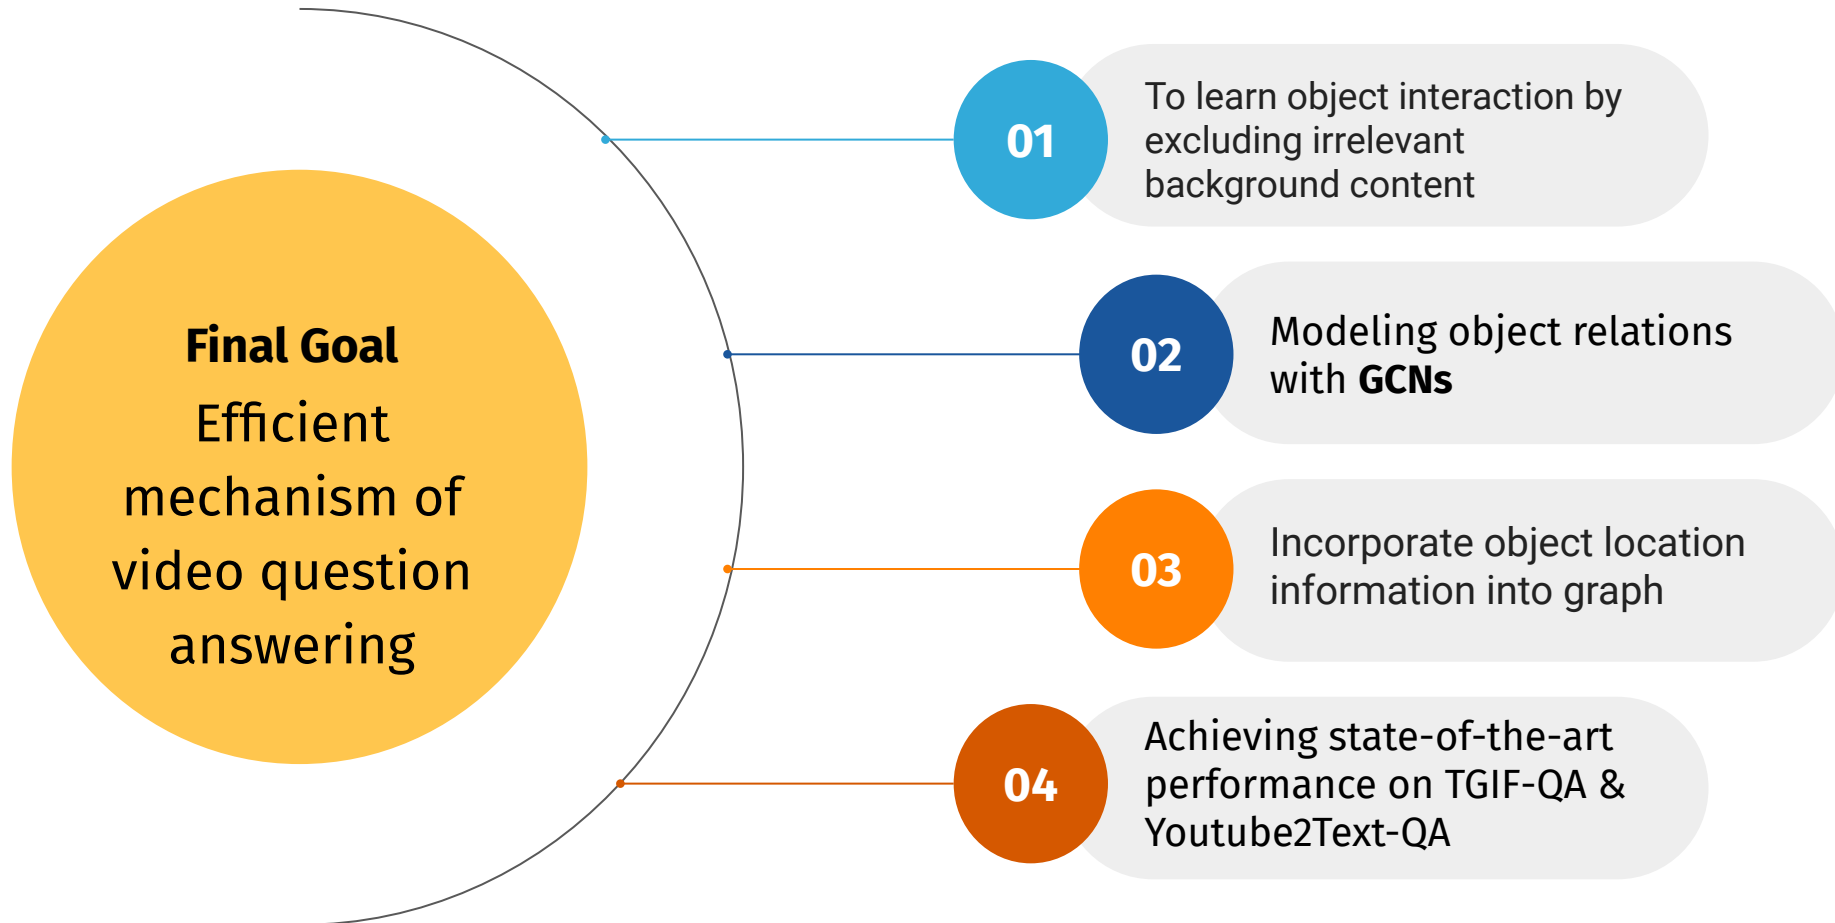 Final Goal
Efficient
mechanism of
video question
answering
01
To learn object interaction by
excluding irrelevant
background content
02
Modeling object relations
with GCNs
03
Incorporate object location
information into graph
04
Achieving state-of-the-art
performance on TGIF-QA &
Youtube2Text-QA